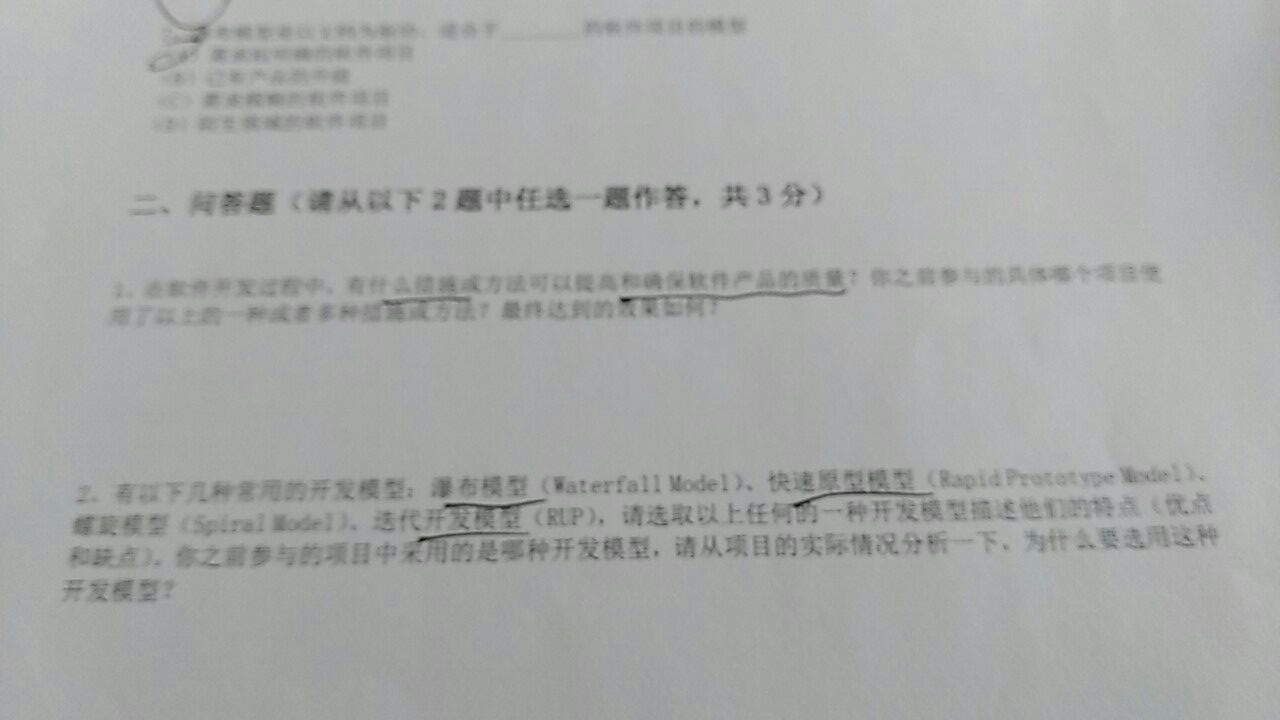 布模型是以文档为驱动、适合于________的软件项目的模型
需求已明确的软件项目
(B) 已有产品的升级
(C) 需求模糊的软件项目
(D) 的软件项目
二、问答题（请从以下 2 题中任选一题作答，共 3 分）
1、在软件开发过程中，有什么措施或方法可以提高和确保软件产品的质量？你之前参与的具体哪个项目使
用了以上的一种或者多种措施或方法？最终达到的效果如何？
2、有以下几种常用的开发模型：瀑布模型（Waterfall Model）、快速原型模型（Rapid Prototype Model）、
螺旋模型（Spiral Model）、迭代开发模型（RUP），请选取以上任何的一种开发模型描述他们的特点（优点
和缺点）。你之前参与的项目中采用的是哪种开发模型，请从项目的实际情况分析一下，为什么要选用这种
开发模型？